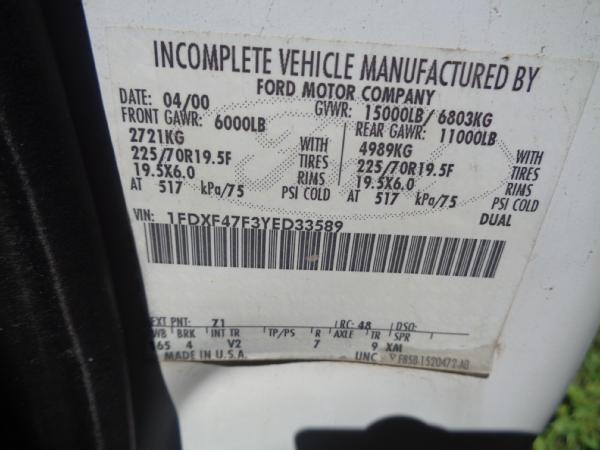 INCOMPLETE VEHICLE MANUFACTURED BY
FORD MOTOR COMPANY
DATE: 04/00 GVWR: 15000LB/ 6803KG
FRONT GAWR: 6000LB REAR GAWR: 11000LB
2721KG WITH 4989KG WITH
225/70R19.5F TIRES 225/70R19.5F TIRES
19.5X6.0 RIMS 19.5X6.0 RIMS
AT 517 kPa/75 PSI COLD AT 517 kPa/75 PSI COLD
DUAL
VIN: 1FDXF47F3YED33589
EXT PNT: Z1 RC: 48 DSO:
WB BRK INT TR TP/PS R AXLE TR SPR
165 4 V2 7 9 XM
MADE IN U.S.A. UNC